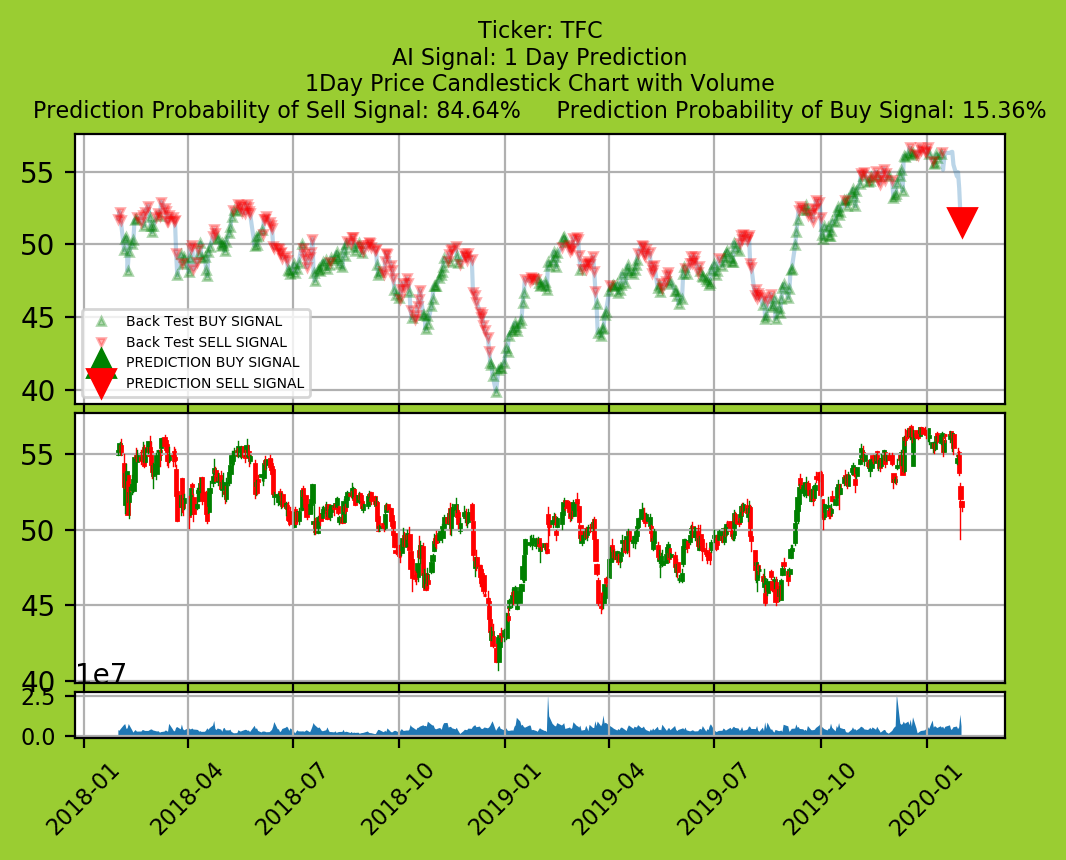 Ticker: TFC
AI Signal: 1 Day Prediction
1Day Price Candlestick Chart with Volume
Prediction Probability of Sell Signal: 84.64%     Prediction Probability of Buy Signal: 15.36%
55
50
45
40
Back Test BUY SIGNAL
Back Test SELL SIGNAL
PREDICTION BUY SIGNAL
PREDICTION SELL SIGNAL
55
50
45
40
1e7
2.5
0.0
2018-01
2018-04
2018-07
2018-10
2019-01
2019-04
2019-07
2019-10
2020-01